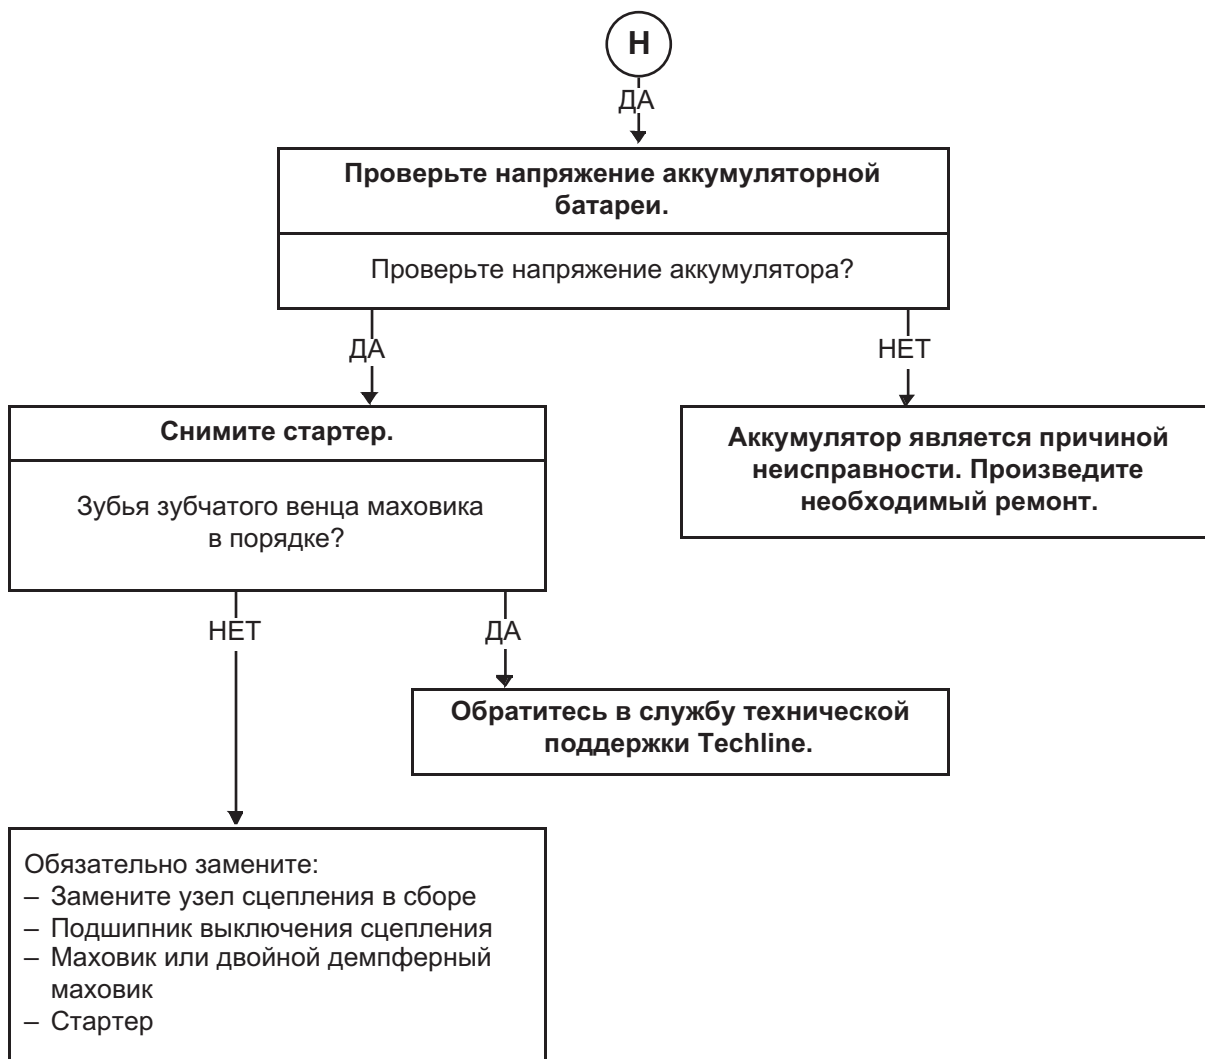 Н
ДА
Проверьте напряжение аккумуляторной
батареи.
Проверьте напряжение аккумулятора?
ДА
НЕТ
Снимите стартер.
Зубья зубчатого венца маховика
в порядке?
Аккумулятор является причиной
неисправности. Произведите
необходимый ремонт.
НЕТ
ДА
Обратитесь в службу технической
поддержки Techline.
Обязательно замените:
– Замените узел сцепления в сборе
– Подшипник выключения сцепления
– Маховик или двойной демпферный
маховик
– Стартер